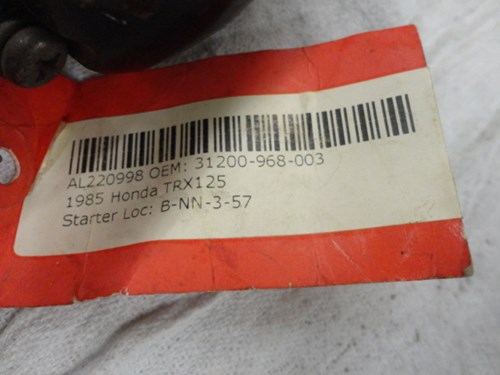 AL220998 OEM: 31200-968-003
1985 Honda TRX125
Starter Loc: B-NN-3-57